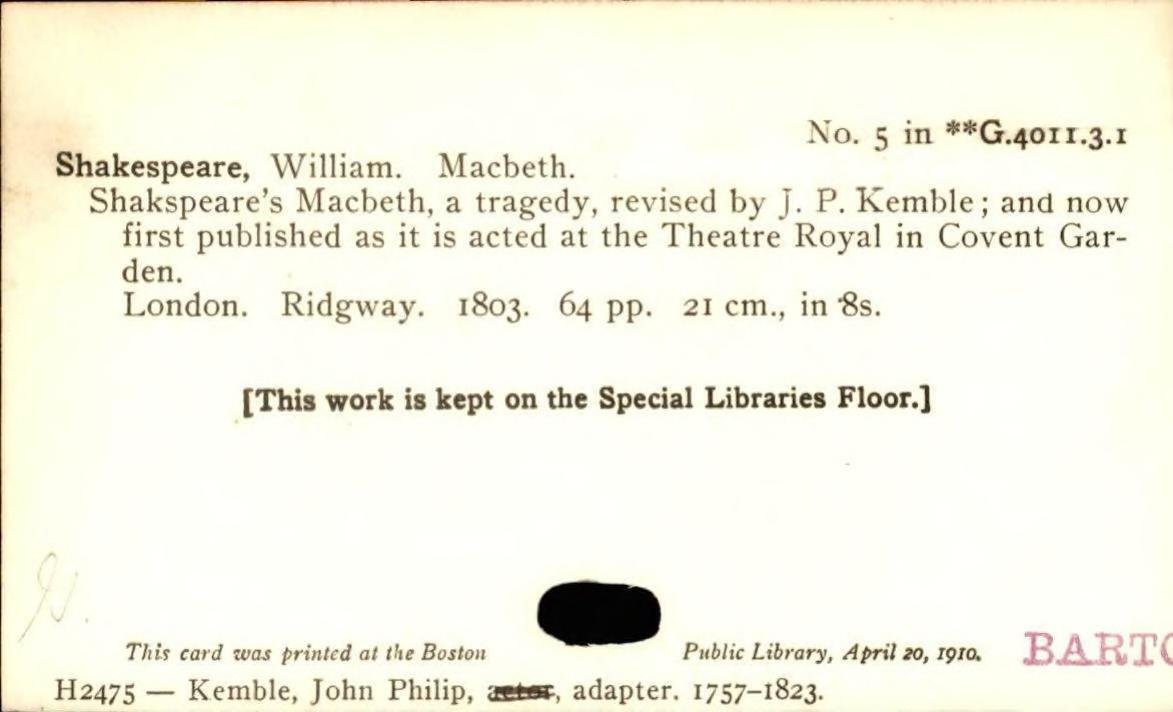 No. 5 in **G.4011.3.1
Shakespeare, William. Macbeth.
Shakspeare's Macbeth, a tragedy, revised by J. P. Kemble; and now
first published as it is acted at the Theatre Royal in Covent Gar-
den.
London. Ridgway. 1803. 64 pp. 21 cm., in 8s.
[This work is kept on the Special Libraries Floor.]
This card was printed at the Boston Public Library, April 20, 1910.
BARTO
H2475 — Kemble, John Philip, actor, adapter. 1757–1823.